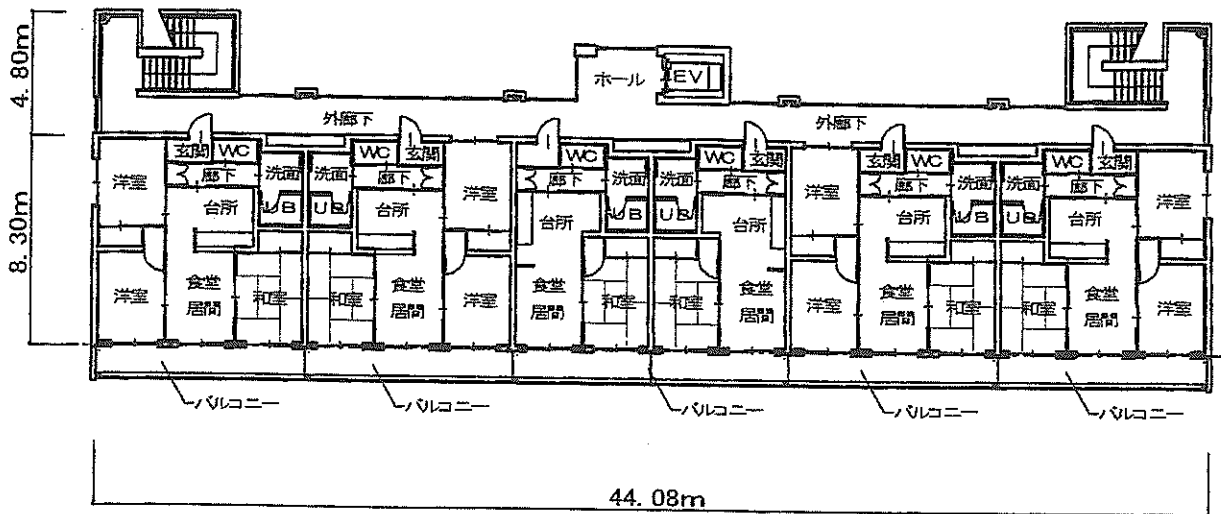 4.80m
ホール
EV
外廊下
外廊下
8.30m
玄関
WC
洗面
洗面
WC
玄関
WC
洗面
洗面
WC
玄関
玄関
WC
洗面
洗面
WC
玄関
洋室
廊下
廊下
洋室
廊下
廊下
洋室
廊下
廊下
洋室
台所
UB
UB
台所
台所
UB
UB
台所
台所
UB
UB
台所
洋室
食堂
居間
和室
和室
食堂
居間
洋室
食堂
居間
和室
和室
食堂
居間
洋室
食堂
居間
和室
和室
食堂
居間
洋室
バルコニー
バルコニー
バルコニー
バルコニー
バルコニー
44.08m